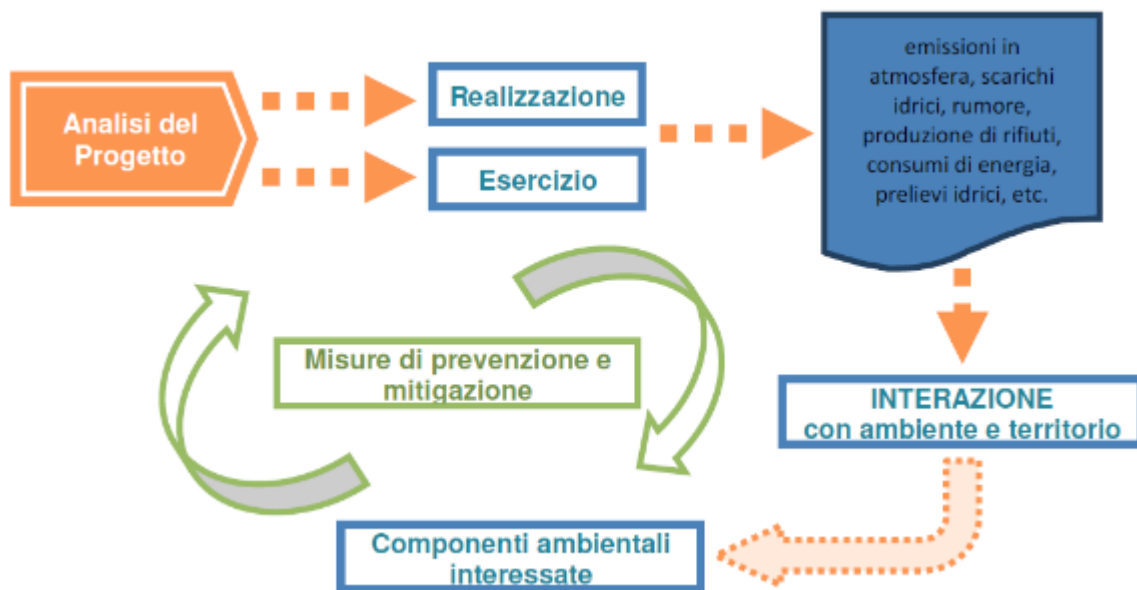 Analisi del
Progetto
Realizzazione
Esercizio
emissioni in
atmosfera, scarichi
idrici, rumore,
produzione di rifiuti,
consumi di energia,
prelievi idrici, etc.
Misure di prevenzione e
mitigazione
INTERAZIONE
con ambiente e territorio
Componenti ambientali
interessate